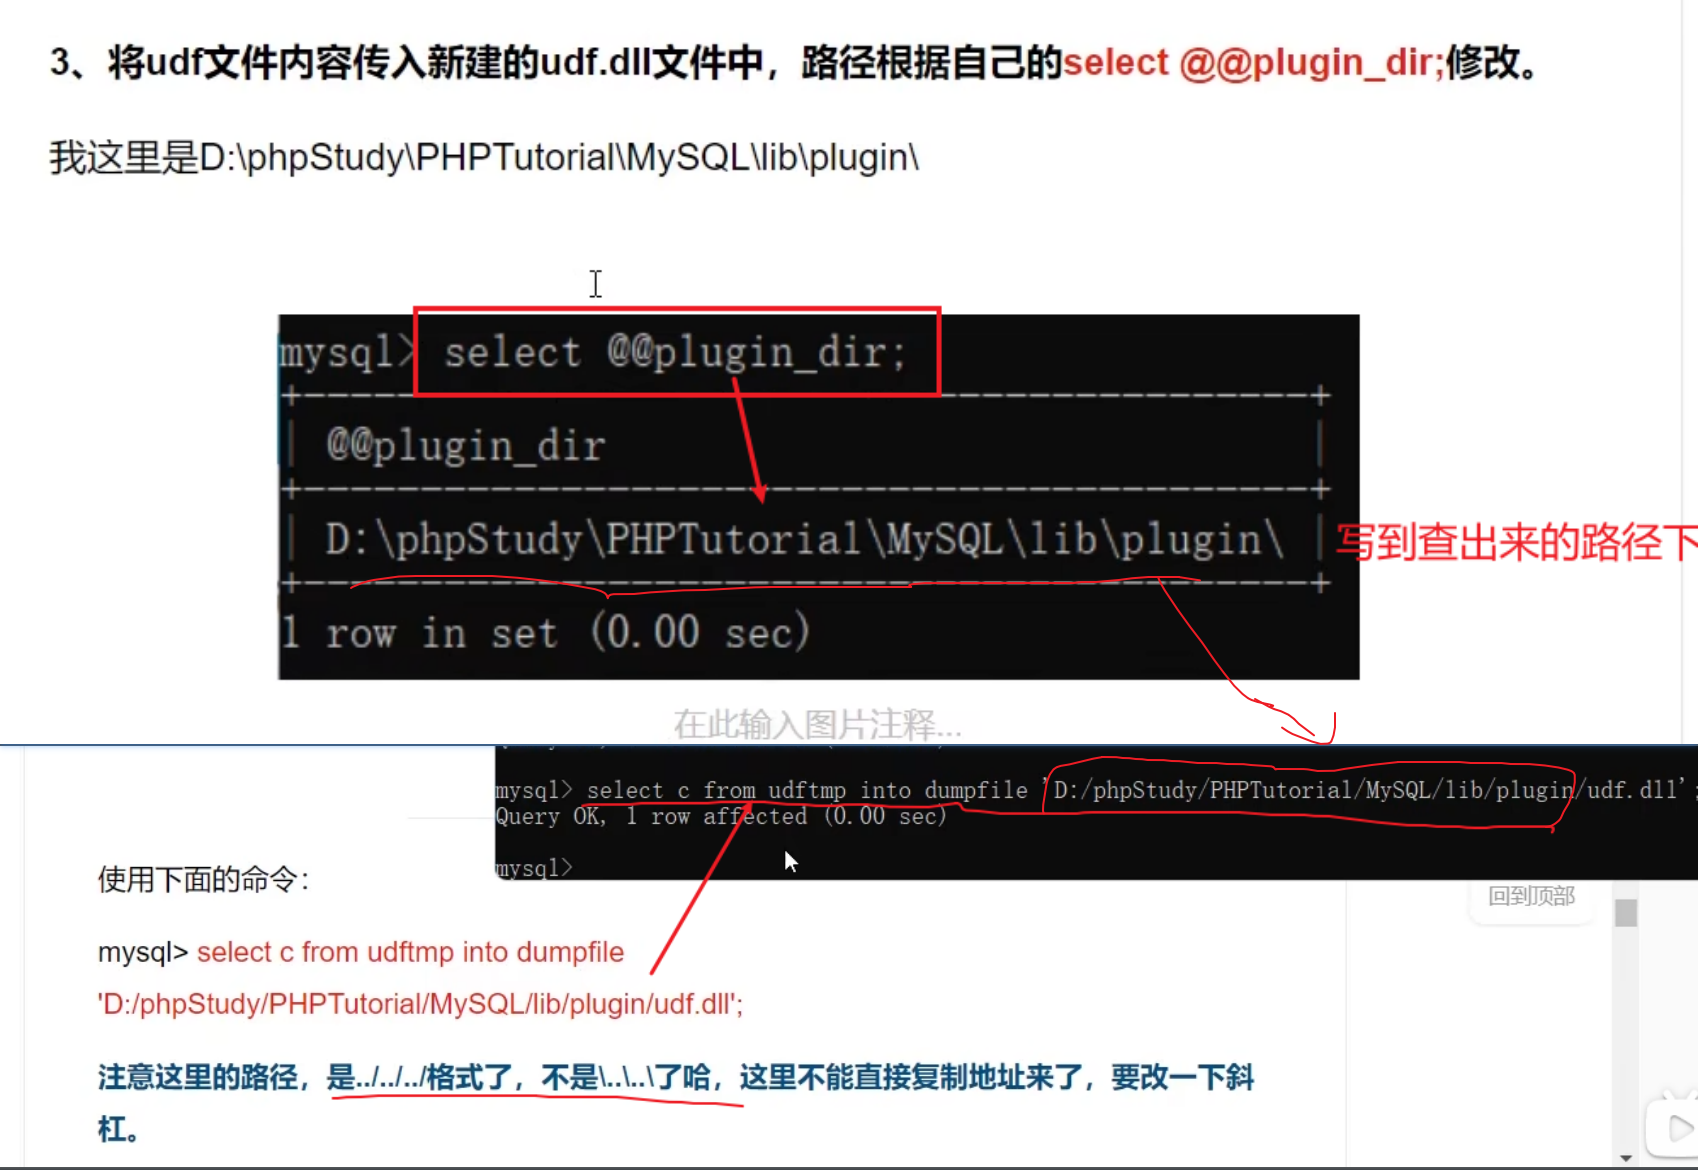 3、将udf文件内容传入新建的udf.dll文件中，路径根据自己的select @@plugin_dir;修改。
我这里是D:\phpStudy\PHPTutorial\MySQL\lib\plugin\
mysql> select @@plugin_dir;
@@plugin_dir
D:\phpStudy\PHPTutorial\MySQL\lib\plugin\
写到查出来的路径下
1 row in set (0.00 sec)
在此输入图片注释...
mysql> select c from udftmp into dumpfile 'D:/phpStudy/PHPTutorial/MySQL/lib/plugin/udf.dll';
Query OK, 1 row affected (0.00 sec)
mysql>
使用下面的命令：
回到顶部
mysql> select c from udftmp into dumpfile
'D:/phpStudy/PHPTutorial/MySQL/lib/plugin/udf.dll';
注意这里的路径，是../../../格式了，不是\..\..\了哈，这里不能直接复制地址来了，要改一下斜
杠。